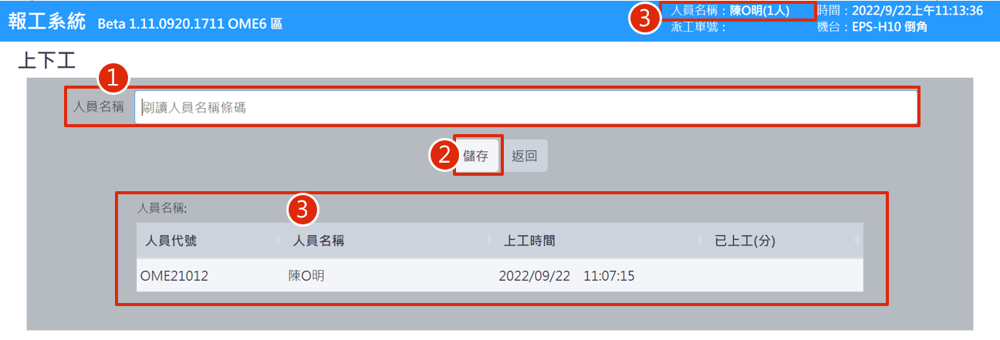 報工系統 Beta 1.11.0920.1711 OME6 區
3 人員名稱：陳O明(1人) 時間：2022/9/22上午11:13:36
派工單號： 機台：EPS-H10 倒角
上下工
1
人員名稱 刷讀人員名稱條碼
2 儲存 返回
人員名稱: 3
人員代號 人員名稱 上工時間 已上工(分)
OME21012 陳O明 2022/09/22 11:07:15